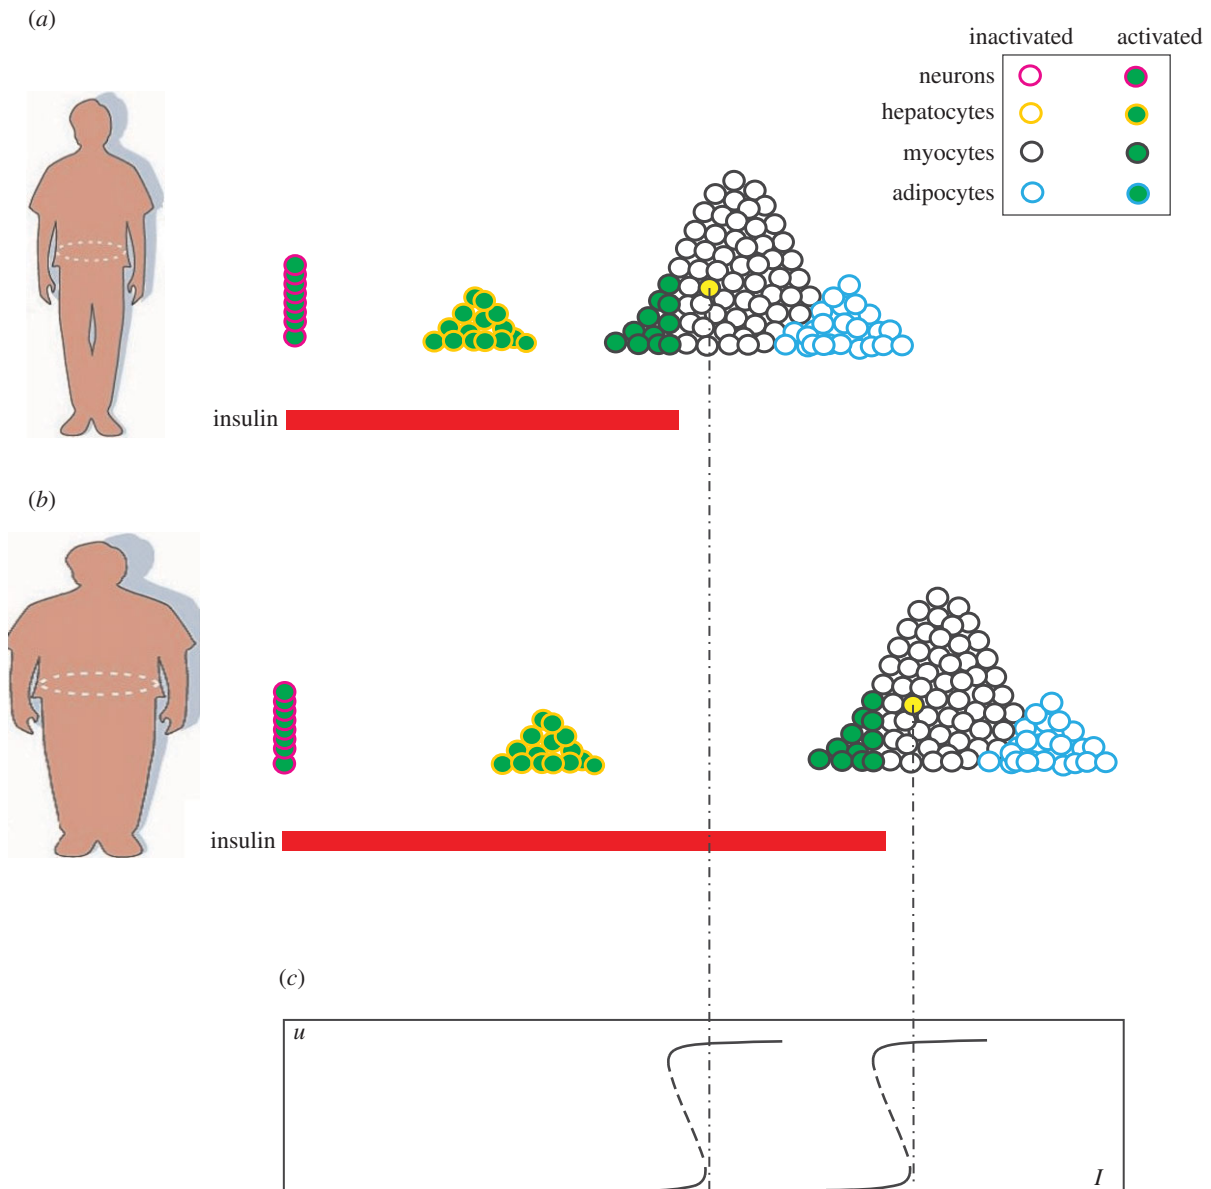 (a)
inactivated activated
neurons
hepatocytes
myocytes
adipocytes
insulin
(b)
insulin
(c)
u
I